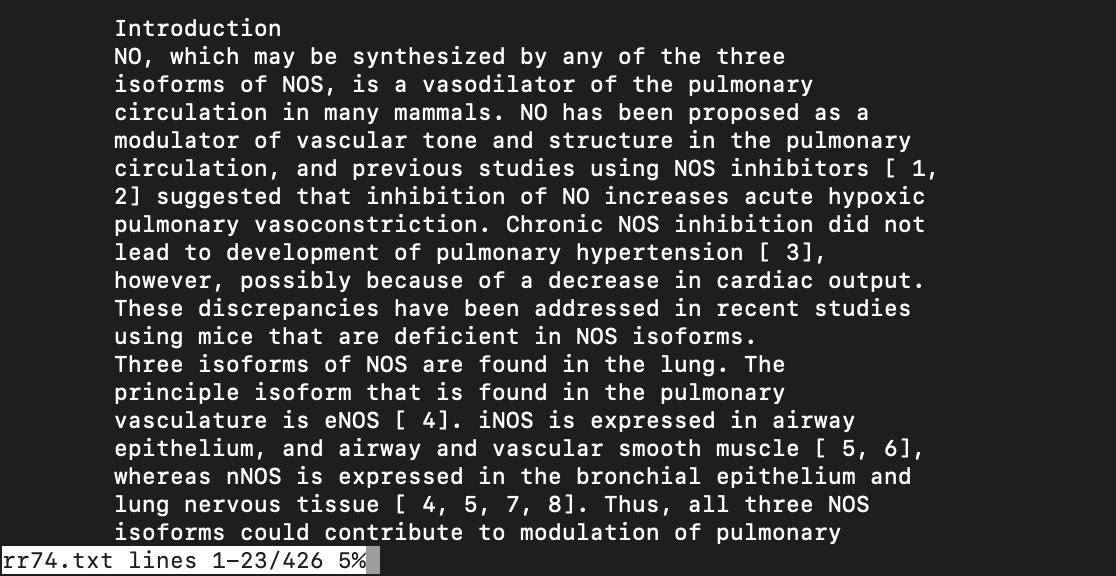 Introduction
NO, which may be synthesized by any of the three
isoforms of NOS, is a vasodilator of the pulmonary
circulation in many mammals. NO has been proposed as a
modulator of vascular tone and structure in the pulmonary
circulation, and previous studies using NOS inhibitors [ 1,
2] suggested that inhibition of NO increases acute hypoxic
pulmonary vasoconstriction. Chronic NOS inhibition did not
lead to development of pulmonary hypertension [ 3],
however, possibly because of a decrease in cardiac output.
These discrepancies have been addressed in recent studies
using mice that are deficient in NOS isoforms.
Three isoforms of NOS are found in the lung. The
principle isoform that is found in the pulmonary
vasculature is eNOS [ 4]. iNOS is expressed in airway
epithelium, and airway and vascular smooth muscle [ 5, 6],
whereas nNOS is expressed in the bronchial epithelium and
lung nervous tissue [ 4, 5, 7, 8]. Thus, all three NOS
isoforms could contribute to modulation of pulmonary
rr74.txt lines 1-23/426 5%